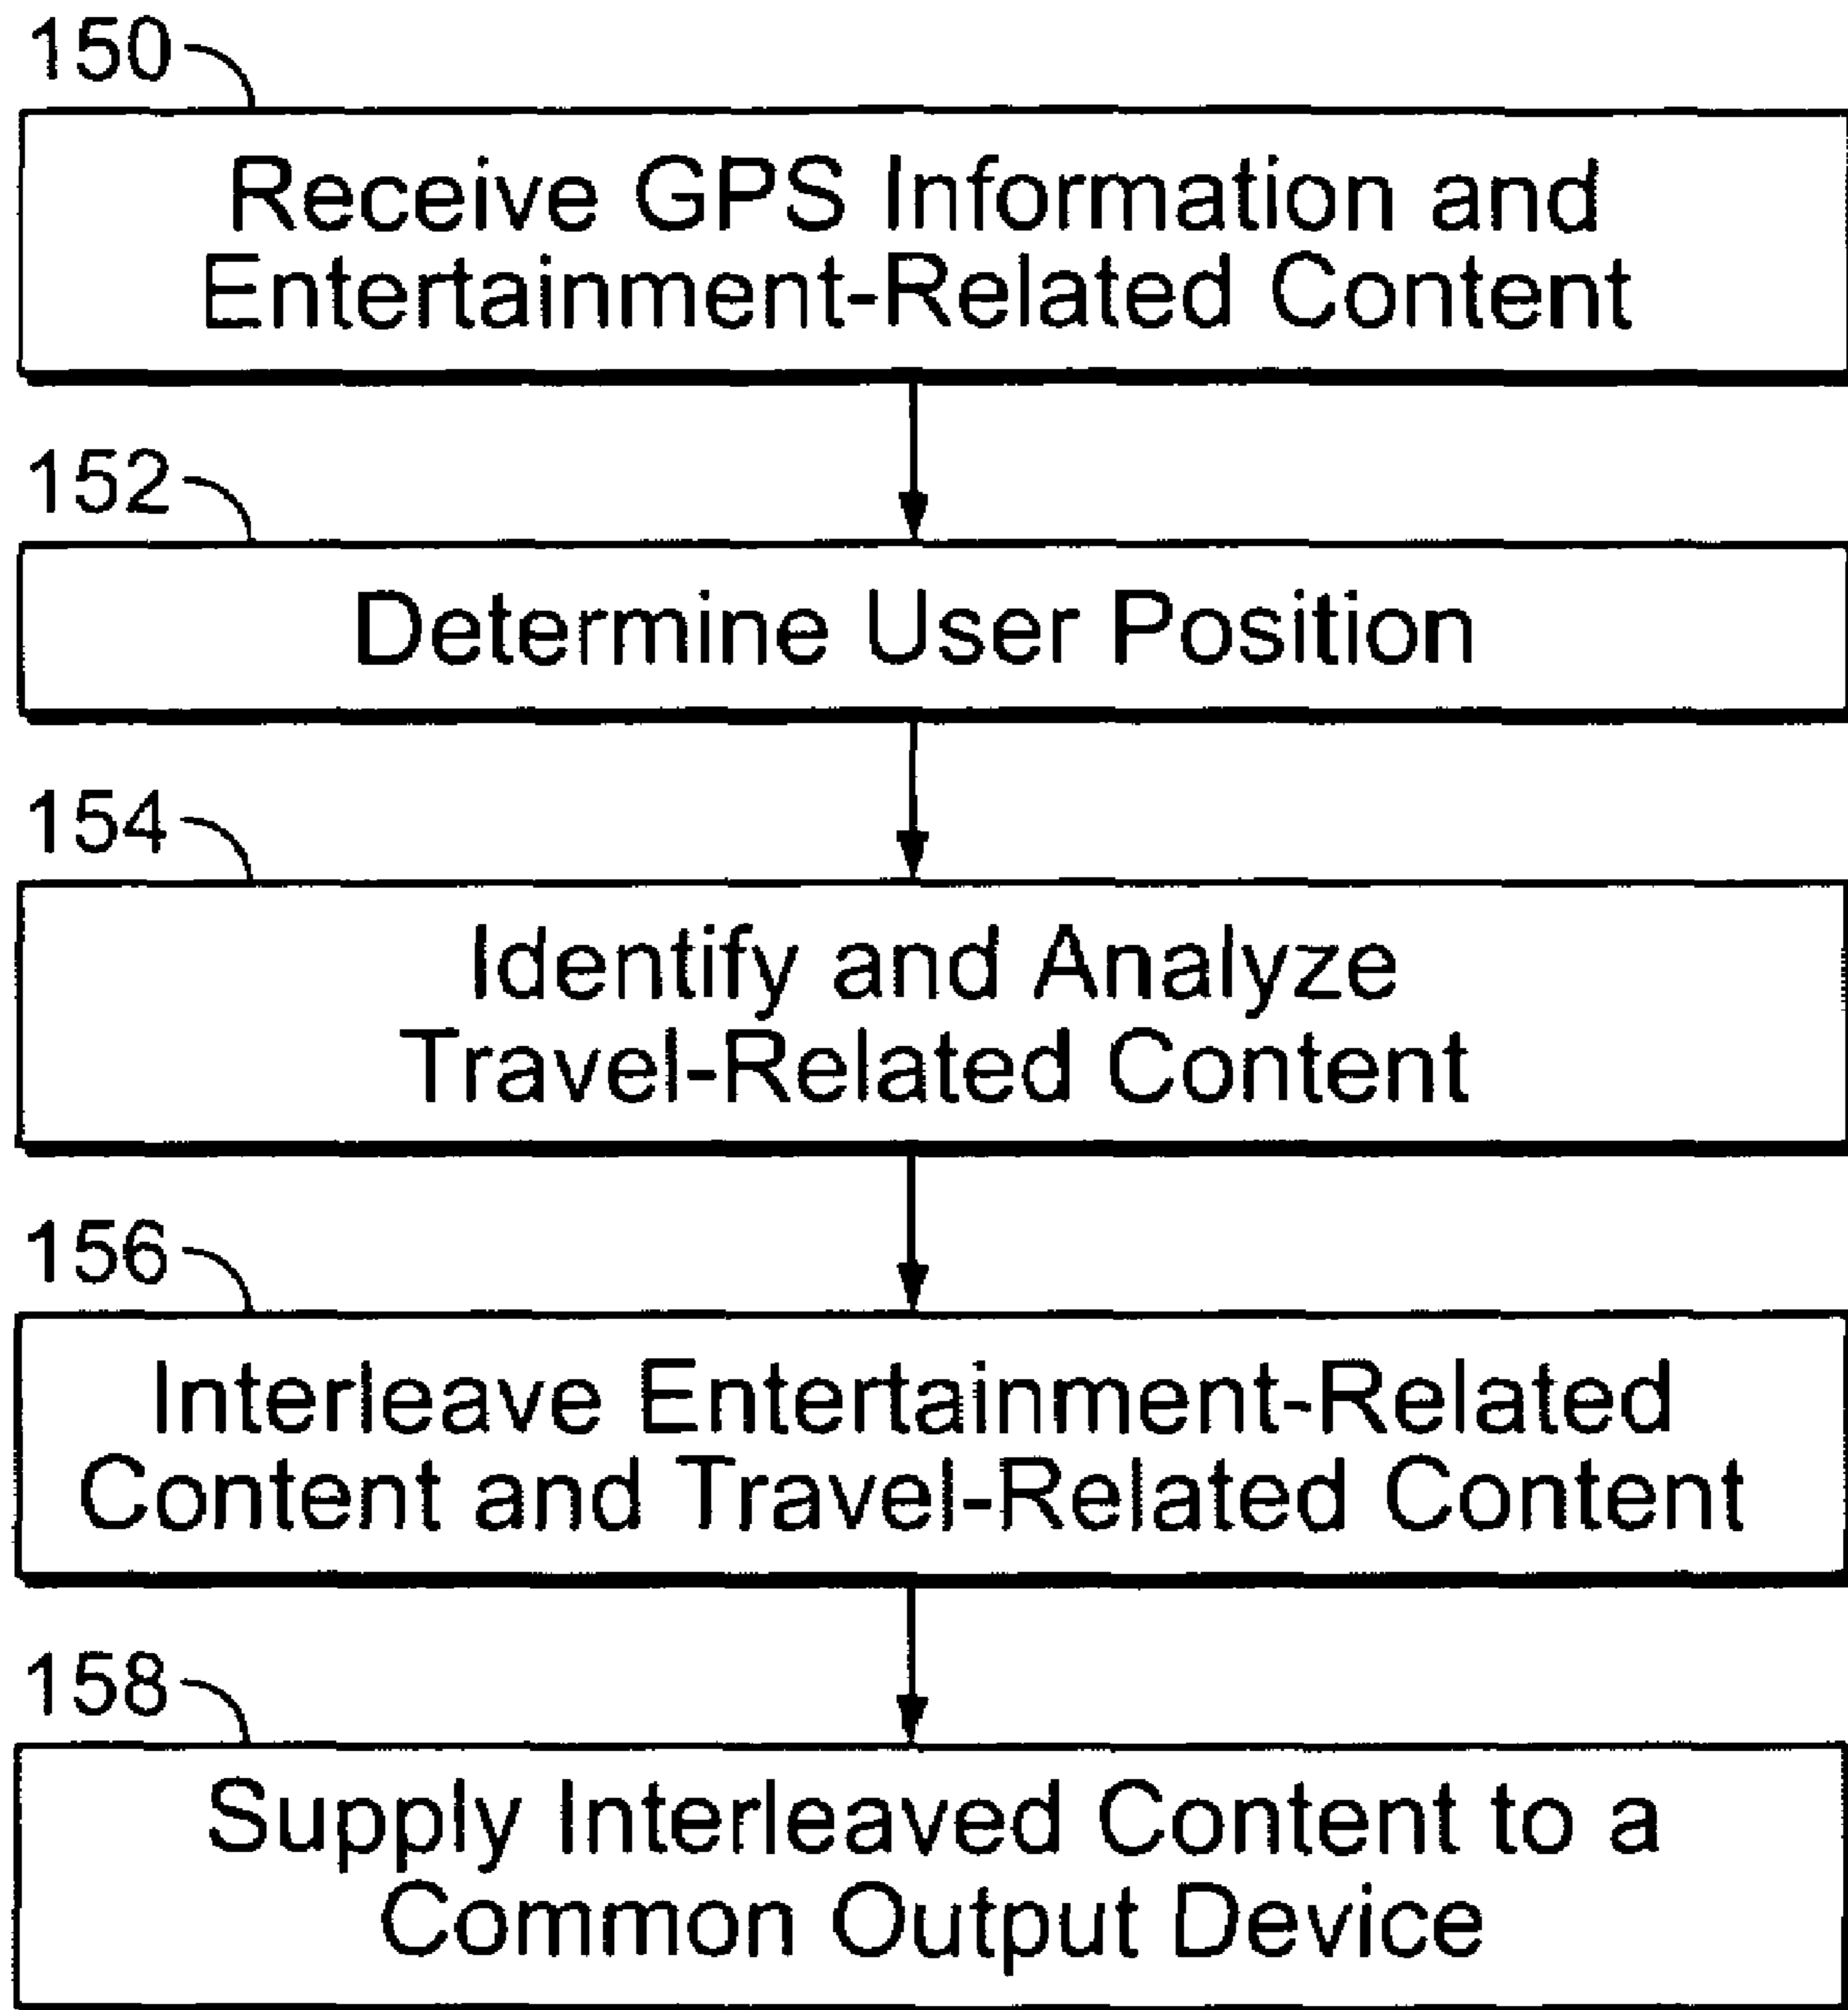 150
Receive GPS Information and
Entertainment-Related Content
152
Determine User Position
154
Identify and Analyze
Travel-Related Content
156
Interleave Entertainment-Related
Content and Travel-Related Content
158
Supply Interleaved Content to a
Common Output Device